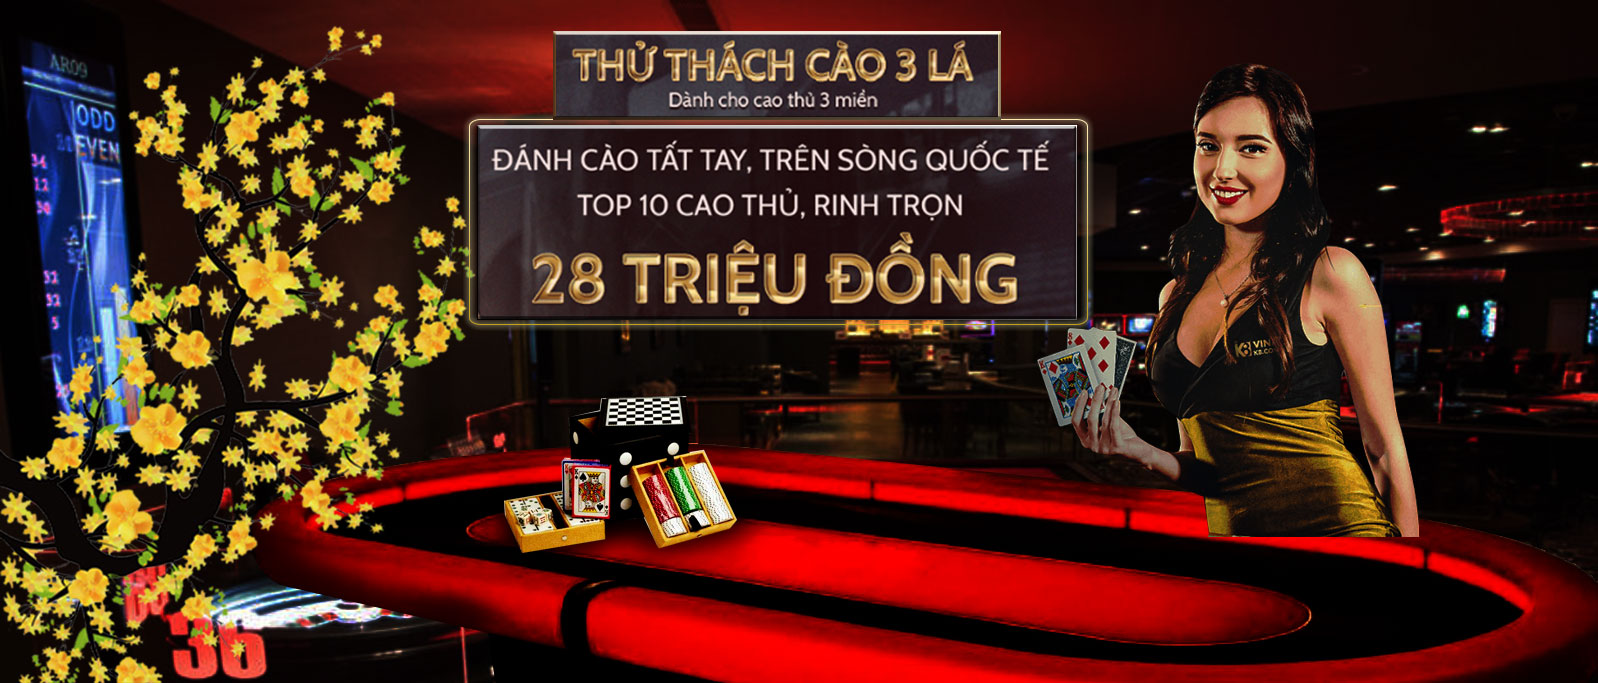 THỬ THÁCH CÀO 3 LÁ
Dành cho cao thủ 3 miền
ĐÁNH CÀO TẤT TAY, TRÊN SÒNG QUỐC TẾ
TOP 10 CAO THỦ, RINH TRỌN
28 TRIỆU ĐỒNG
AR09
ODD
EVEN
36